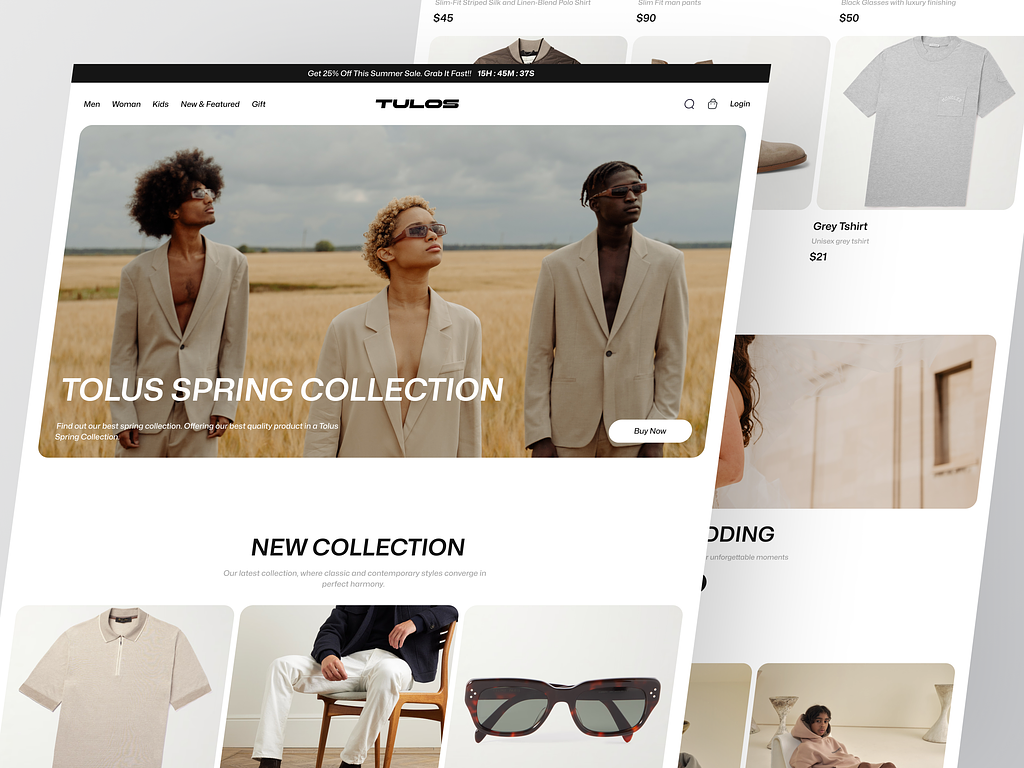 Slim-Fit Striped Silk and Linen-Blend Polo Shirt
$45
Slim Fit man pants
$90
Black Glasses with luxury finishing
$50
Get 25% Off This Summer Sale. Grab It Fast!! 15H : 45M : 37S
Men Woman Kids New & Featured Gift
TULOS
Login
TOLUS SPRING COLLECTION
Find out our best spring collection. Offering our best quality product in a Tolus
Spring Collection.
Buy Now
Grey Tshirt
Unisex grey tshirt
$21
NEW COLLECTION
Our latest collection, where classic and contemporary styles converge in
perfect harmony.
DDING
r unforgettable moments